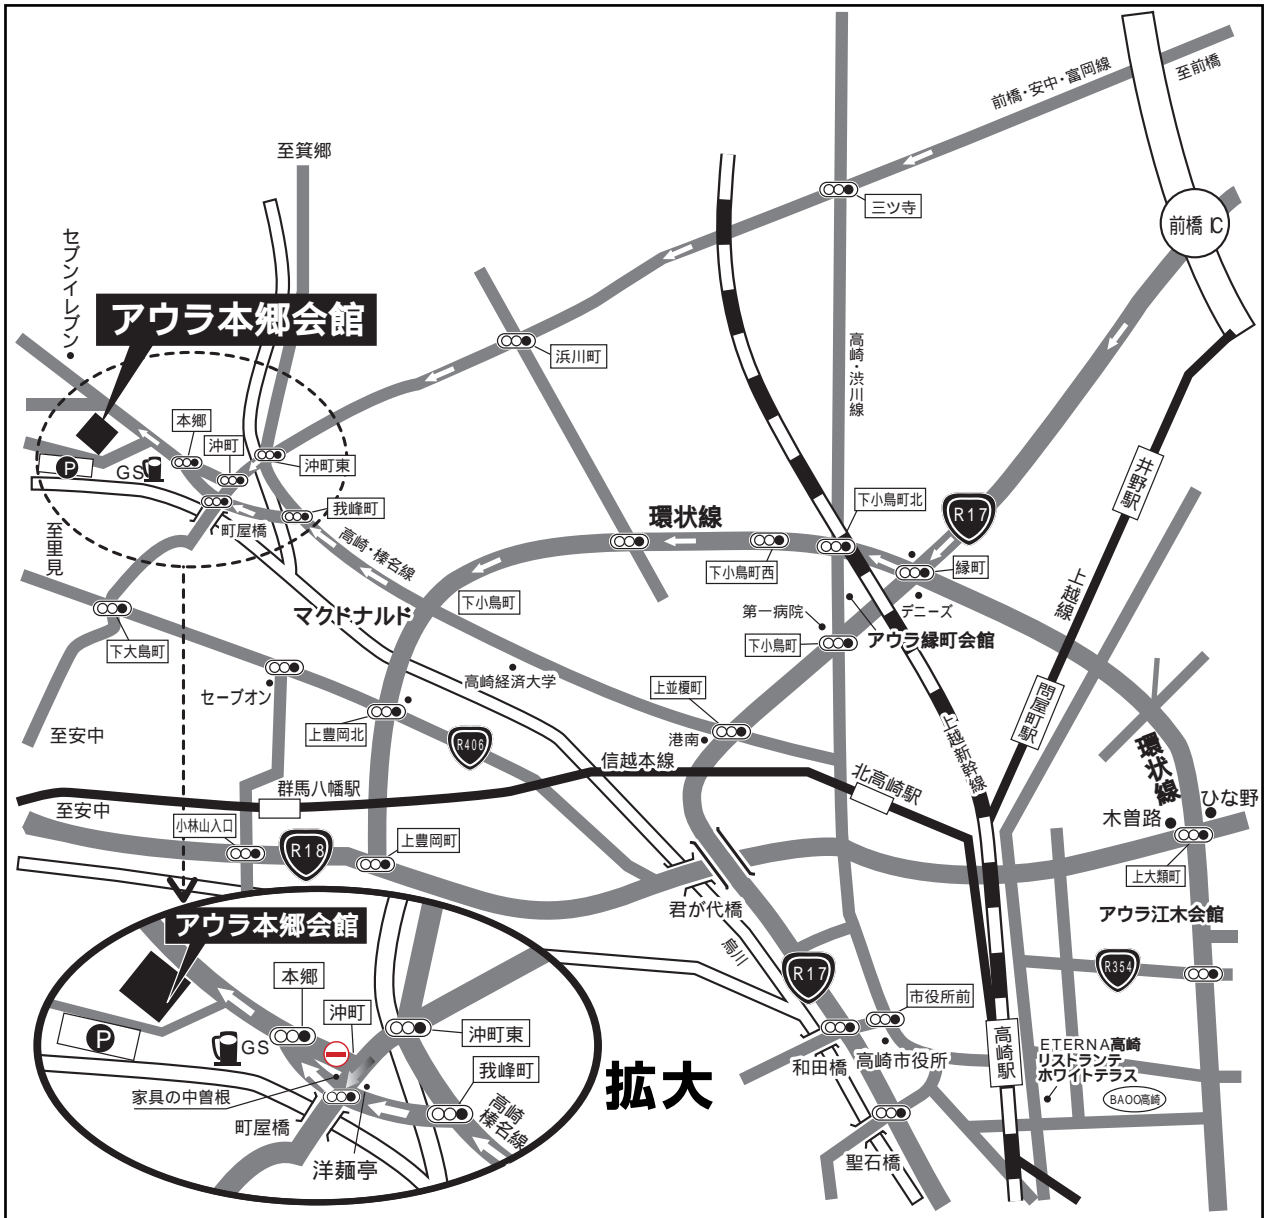 前橋・安中・富岡線
至前橋
至箕郷
三ツ寺
前橋 IC
セブンイレブン
アウラ本郷会館
浜川町
高崎・渋川線
本郷
沖町
沖町東
P
GS
我峰町
町屋橋
至里見
高崎・榛名線
環状線
下小鳥町北
R17
井野駅
下小鳥町西
緑町
上越線
マクドナルド
下小鳥町
第一病院
デニーズ
下小鳥町
アウラ緑町会館
下大島町
セーブオン
高崎経済大学
上並榎町
問屋町駅
至安中
上豊岡北
R406
港南
信越本線
上越新幹線
環状線
群馬八幡駅
北高崎駅
至安中
ひな野
木曽路
小林山入口
R18
上豊岡町
上大類町
君が代橋
アウラ江木会館
烏川
アウラ本郷会館
R17
R354
本郷
沖町
沖町東
市役所前
P
GS
我峰町
和田橋
高崎市役所
高崎駅
ETERNA高崎
リストランテ
ホワイトテラス
BAOO高崎
拡大
家具の中曽根
町屋橋
高崎
榛名線
洋麺亭
聖石橋